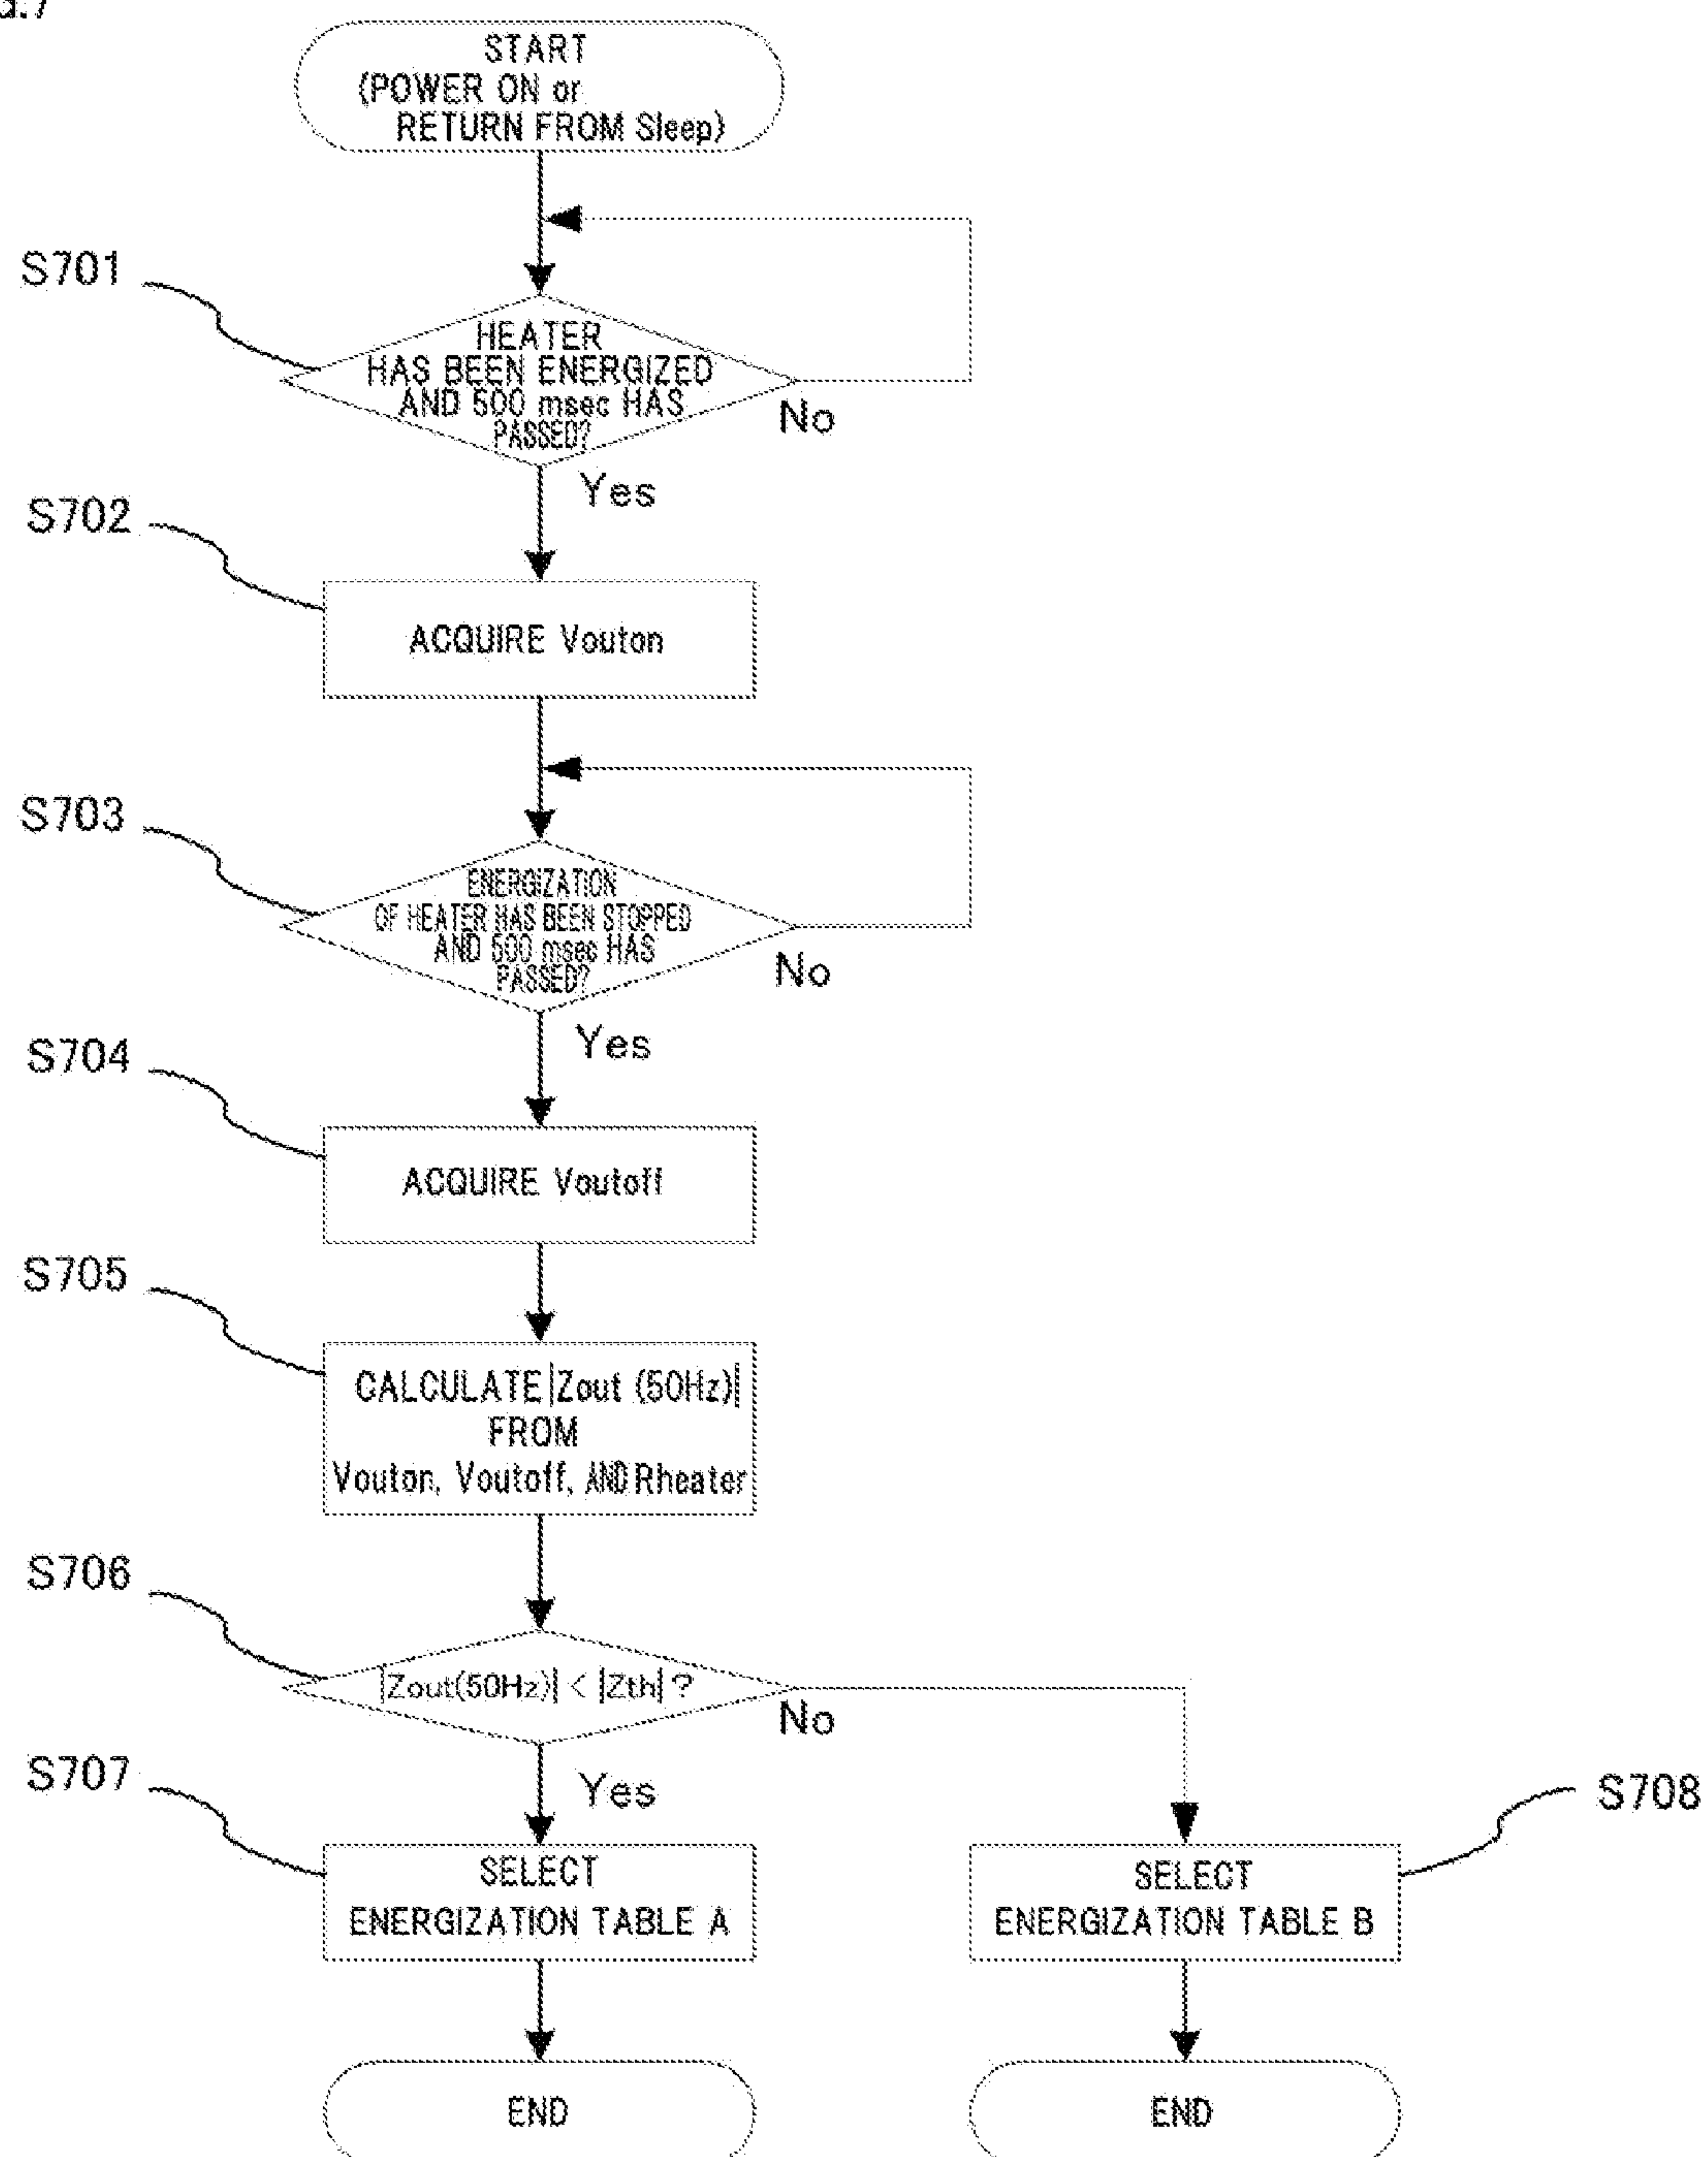 START
(POWER ON or
RETURN FROM Sleep)
S701
HEATER
HAS BEEN ENERGIZED
AND 500 msec HAS
PASSED?
No
Yes
S702
ACQUIRE Vouton
S703
ENERGIZATION
OF HEATER HAS BEEN STOPPED
AND 500 msec HAS
PASSED?
No
Yes
S704
ACQUIRE Voutoff
S705
CALCULATE |Zout (50Hz)|
FROM
Vouton, Voutoff, AND Rheater
S706
|Zout(50Hz)| < |Zth| ?
No
Yes
S707
SELECT
ENERGIZATION TABLE A
S708
SELECT
ENERGIZATION TABLE B
END
END